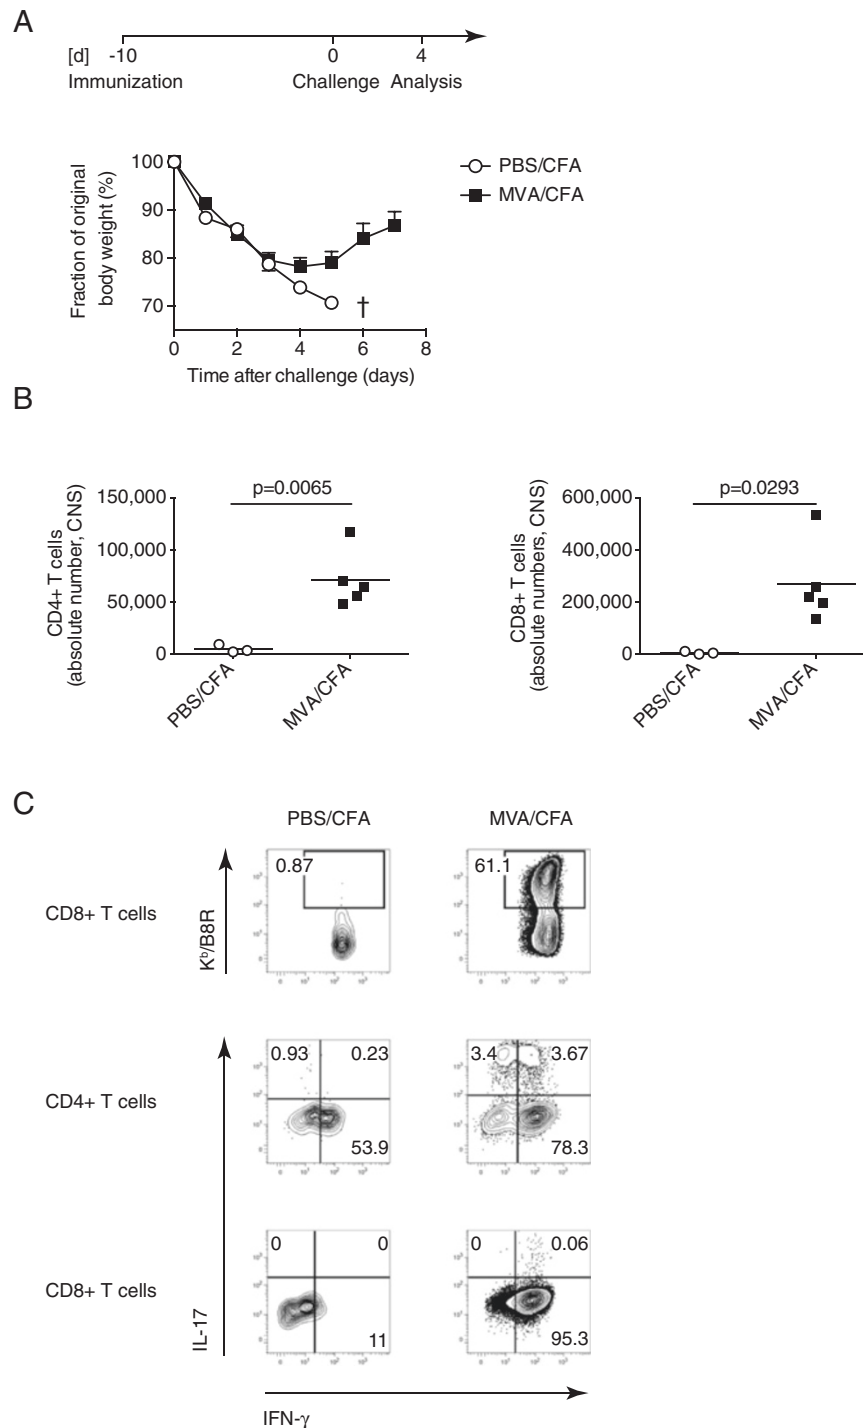 A
[d] -10 0 4
Immunization Challenge Analysis
Fraction of original
body weight (%)
100
90
80
70
†
0 2 4 6 8
Time after challenge (days)
PBS/CFA
MVA/CFA
B
CD4+ T cells
(absolute number, CNS)
150,000
100,000
50,000
0
p=0.0065
PBS/CFA
MVA/CFA
CD8+ T cells
(absolute numbers, CNS)
600,000
400,000
200,000
0
p=0.0293
PBS/CFA
MVA/CFA
C
PBS/CFA MVA/CFA
CD8+ T cells
Kᵇ/B8R
0.87
61.1
CD4+ T cells
0.93 0.23
53.9
3.4 3.67
78.3
CD8+ T cells
IL-17
0 0
11
0 0.06
95.3
IFN-γ